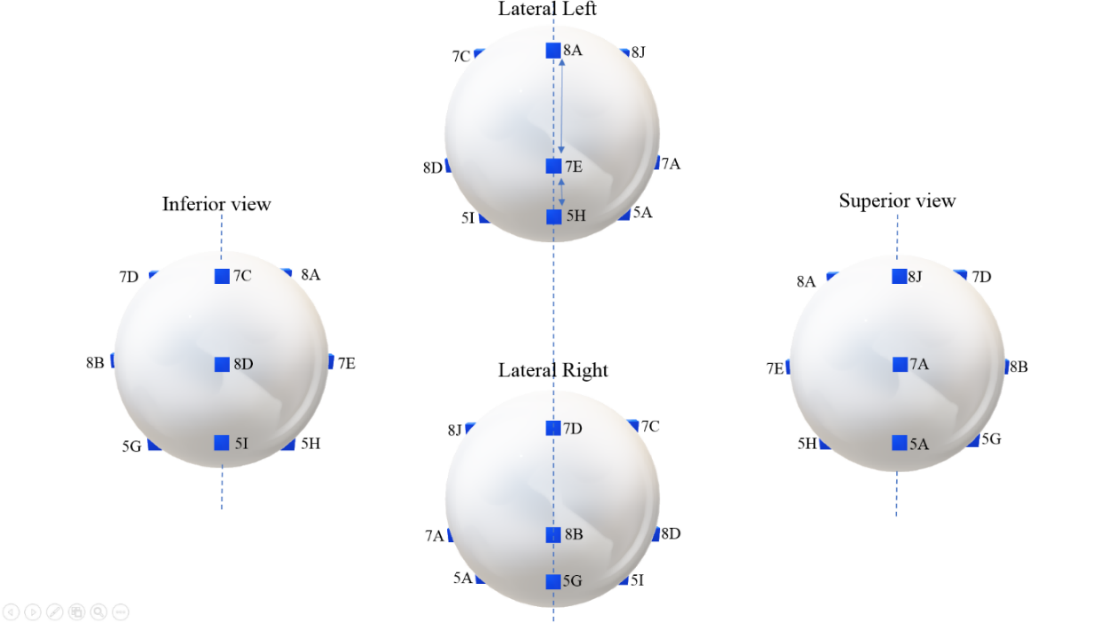 Lateral Left
7C
8A
8J
8D
7E
7A
5I
5H
5A
Inferior view
7D
7C
8A
8B
8D
7E
5G
5I
5H
Superior view
8A
8J
7D
7E
7A
8B
5H
5A
5G
Lateral Right
8J
7D
7C
7A
8B
8D
5A
5G
5I